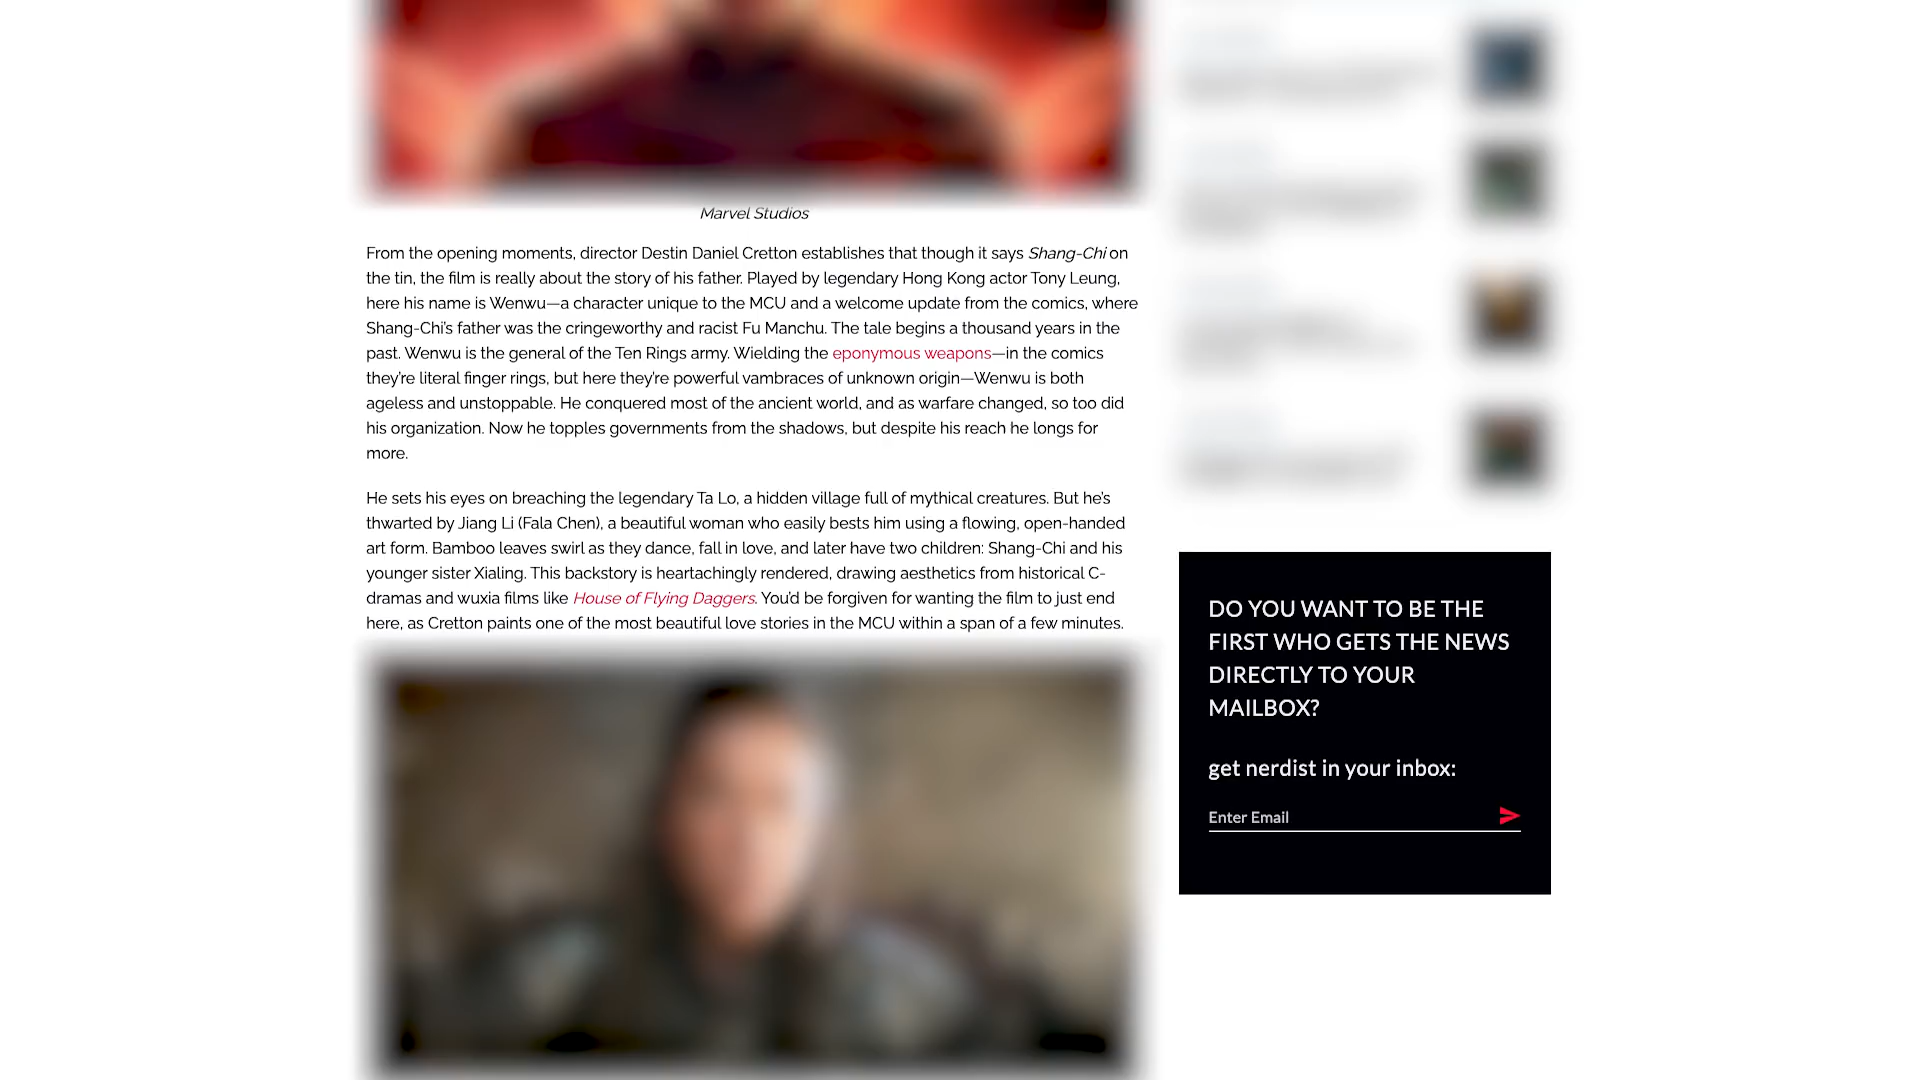 Marvel Studios
From the opening moments, director Destin Daniel Cretton establishes that though it says Shang-Chi on
the tin, the film is really about the story of his father. Played by legendary Hong Kong actor Tony Leung,
here his name is Wenwu—a character unique to the MCU and a welcome update from the comics, where
Shang-Chi's father was the cringeworthy and racist Fu Manchu. The tale begins a thousand years in the
past. Wenwu is the general of the Ten Rings army. Wielding the eponymous weapons—in the comics
they're literal finger rings, but here they're powerful vambraces of unknown origin—Wenwu is both
ageless and unstoppable. He conquered most of the ancient world, and as warfare changed, so too did
his organization. Now he topples governments from the shadows, but despite his reach he longs for
more.
He sets his eyes on breaching the legendary Ta Lo, a hidden village full of mythical creatures. But he's
thwarted by Jiang Li (Fala Chen), a beautiful woman who easily bests him using a flowing, open-handed
art form. Bamboo leaves swirl as they dance, fall in love, and later have two children: Shang-Chi and his
younger sister Xialing. This backstory is heartachingly rendered, drawing aesthetics from historical C-
dramas and wuxia films like House of Flying Daggers. You'd be forgiven for wanting the film to just end
here, as Cretton paints one of the most beautiful love stories in the MCU within a span of a few minutes.
DO YOU WANT TO BE THE
FIRST WHO GETS THE NEWS
DIRECTLY TO YOUR
MAILBOX?
get nerdist in your inbox:
Enter Email